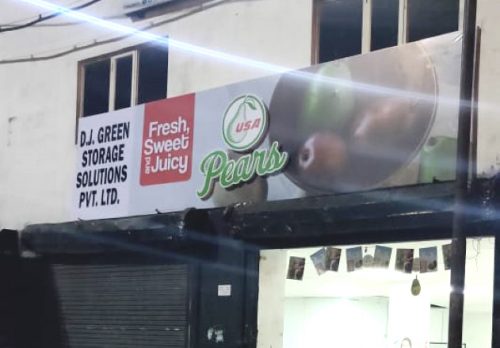 D.J. GREEN
STORAGE
SOLUTIONS
PVT. LTD.
Fresh,
Sweet
and Juicy
USA
Pears